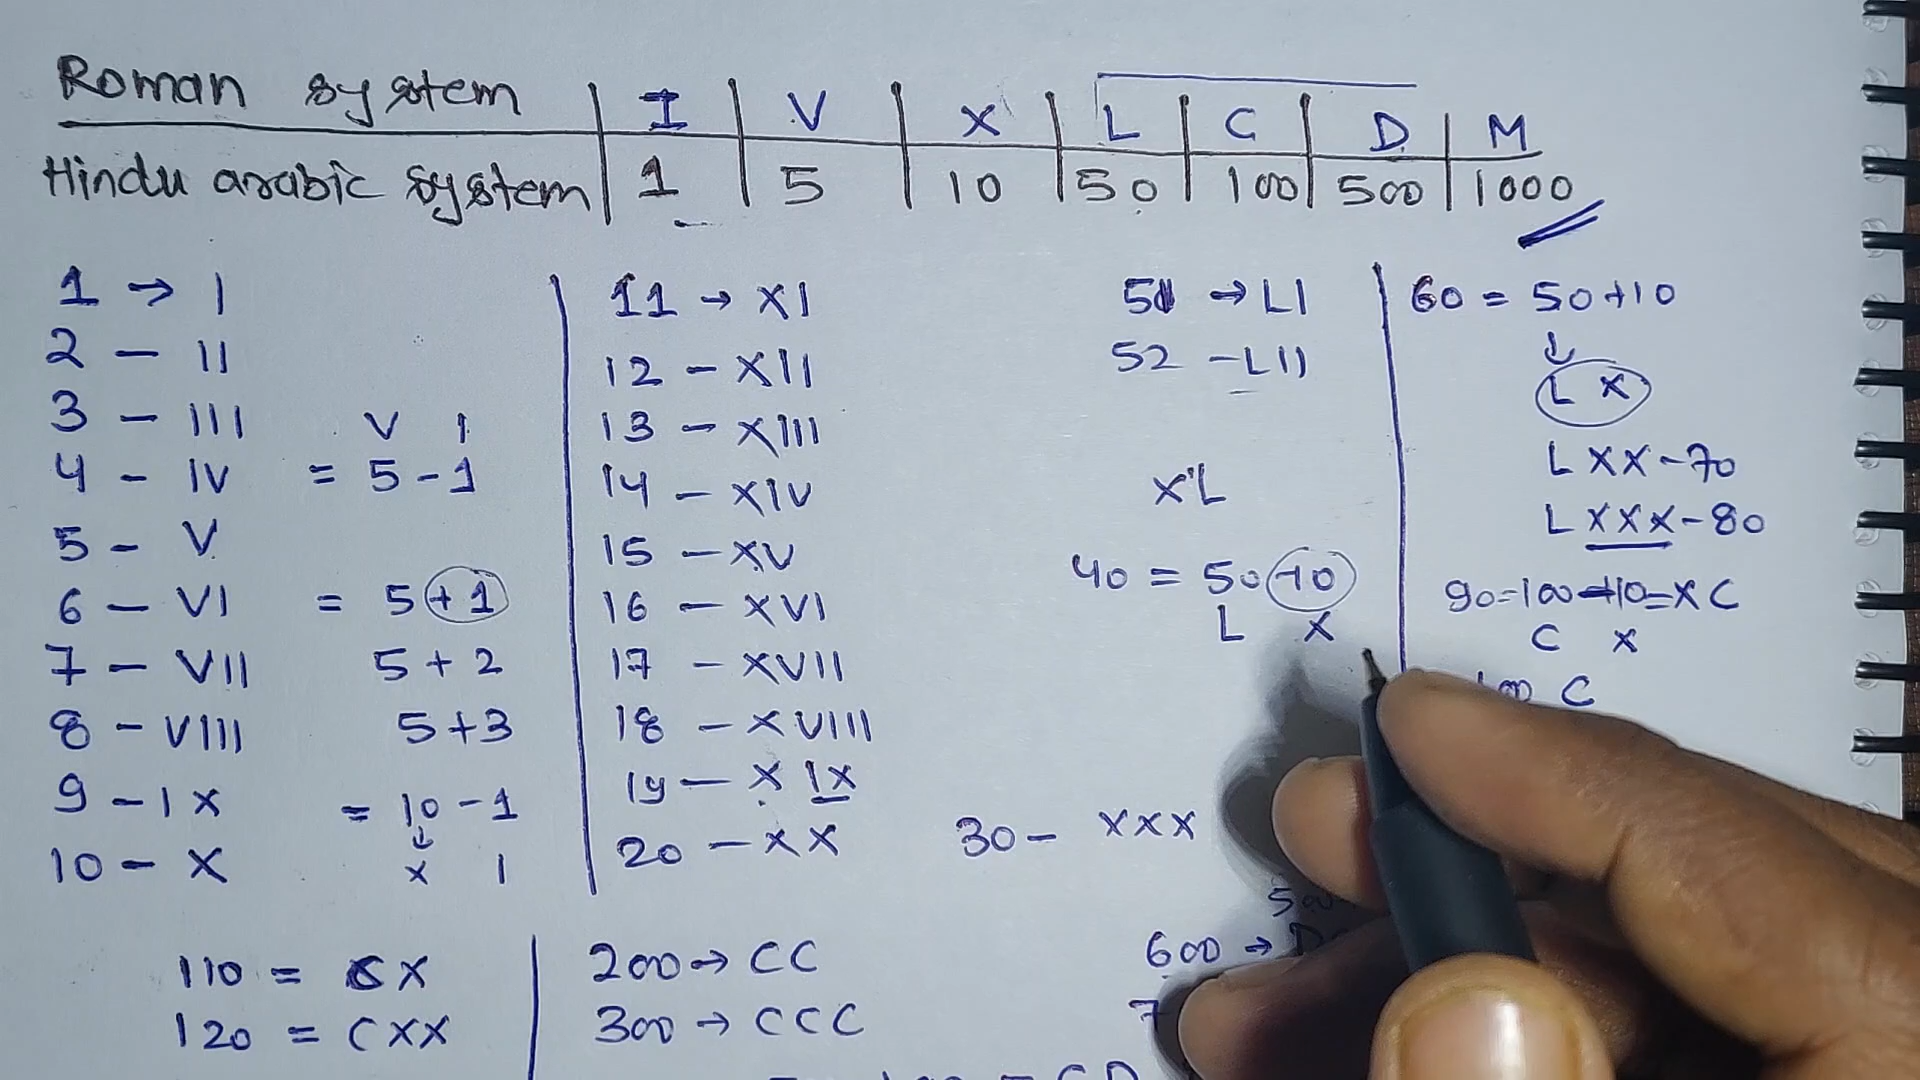 Roman system | I | V | X | L | C | D | M
Hindu arabic system | 1 | 5 | 10 | 50 | 100 | 500 | 1000
1 → I
2 – II
3 – III
V I
4 – IV = 5 - 1
5 – V
6 – VI = 5 + 1
7 – VII 5 + 2
8 – VIII 5 + 3
9 – IX = 10 - 1
10 – X X I
11 → XI
12 – XII
13 – XIII
14 – XIV
15 – XV
16 – XVI
17 – XVII
18 – XVIII
19 – XIX
20 – XX
51 → LI
52 – LII
XL
40 = 50 - 10
L X
30 – XXX
60 = 50 + 10
↓
L X
LXX - 70
LXXX - 80
90 = 100 - 10 = XC
C X
100 C
110 = CX
120 = CXX
200 → CC
300 → CCC
= CD
600 →
7